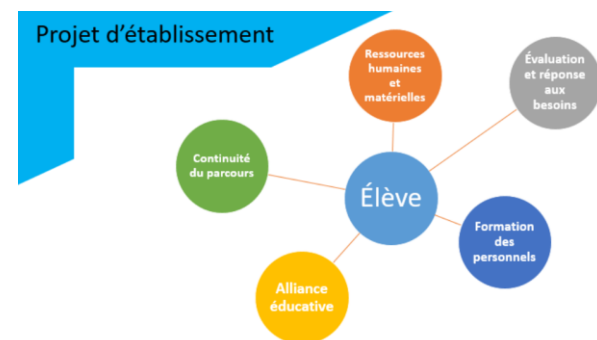 Projet d'établissement
Ressources
humaines
et
matérielles
Évaluation
et réponse
aux
besoins
Continuité
du parcours
Élève
Formation
des
personnels
Alliance
éducative